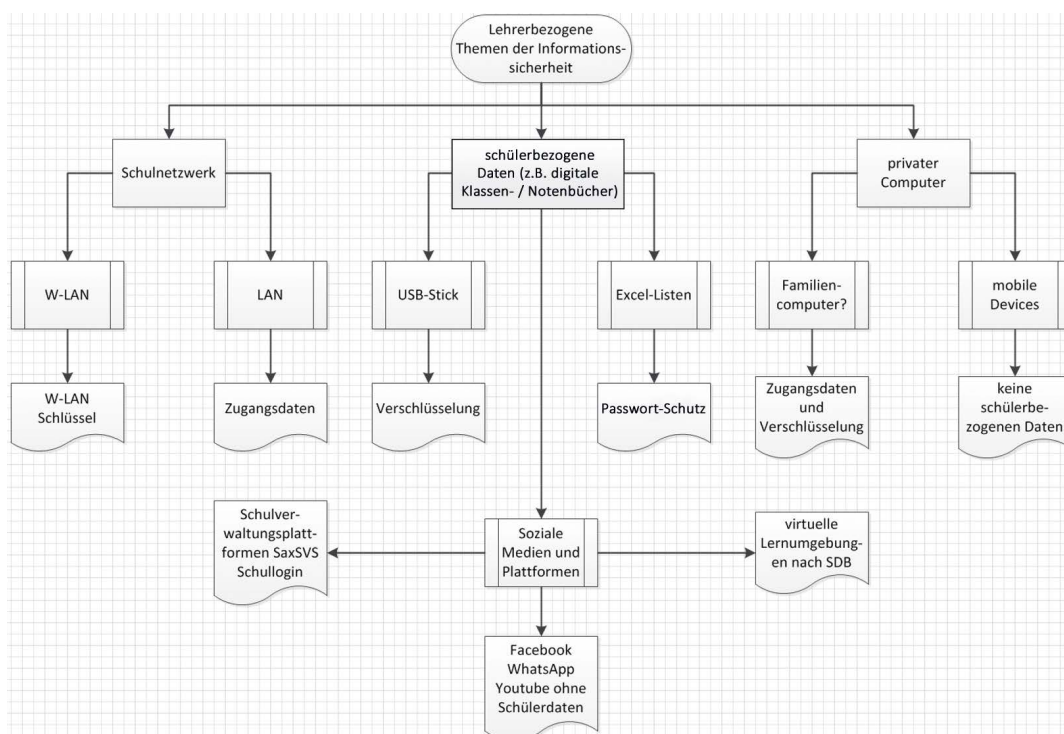 Lehrerbezogene
Themen der Informations-
sicherheit
Schulnetzwerk
schülerbezogene
Daten (z.B. digitale
Klassen- / Notenbücher)
privater
Computer
W-LAN
LAN
USB-Stick
Excel-Listen
Familien-
computer?
mobile
Devices
W-LAN
Schlüssel
Zugangsdaten
Verschlüsselung
Passwort-Schutz
Zugangsdaten
und
Verschlüsselung
keine
schülerbe-
zogenen Daten
Schulver-
waltungsplatt-
formen SaxSVS
Schullogin
Soziale
Medien und
Plattformen
virtuelle
Lernumgebung-
en nach SDB
Facebook
WhatsApp
Youtube ohne
Schülerdaten